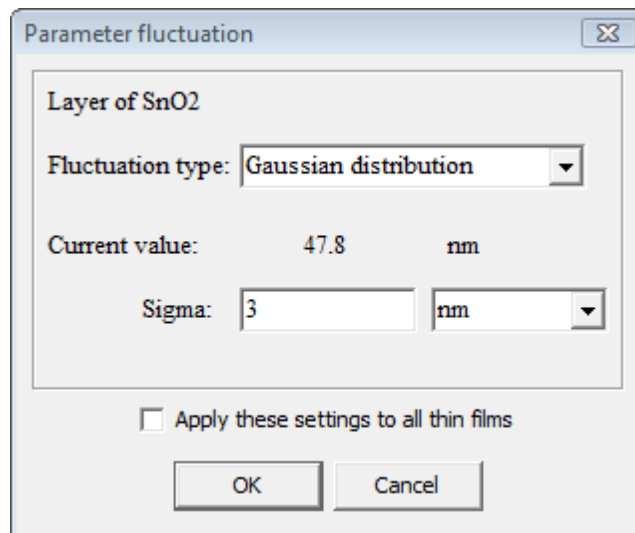 Parameter fluctuation
Layer of SnO2
Fluctuation type: Gaussian distribution
Current value: 47.8 nm
Sigma: 3 nm
Apply these settings to all thin films
OK Cancel